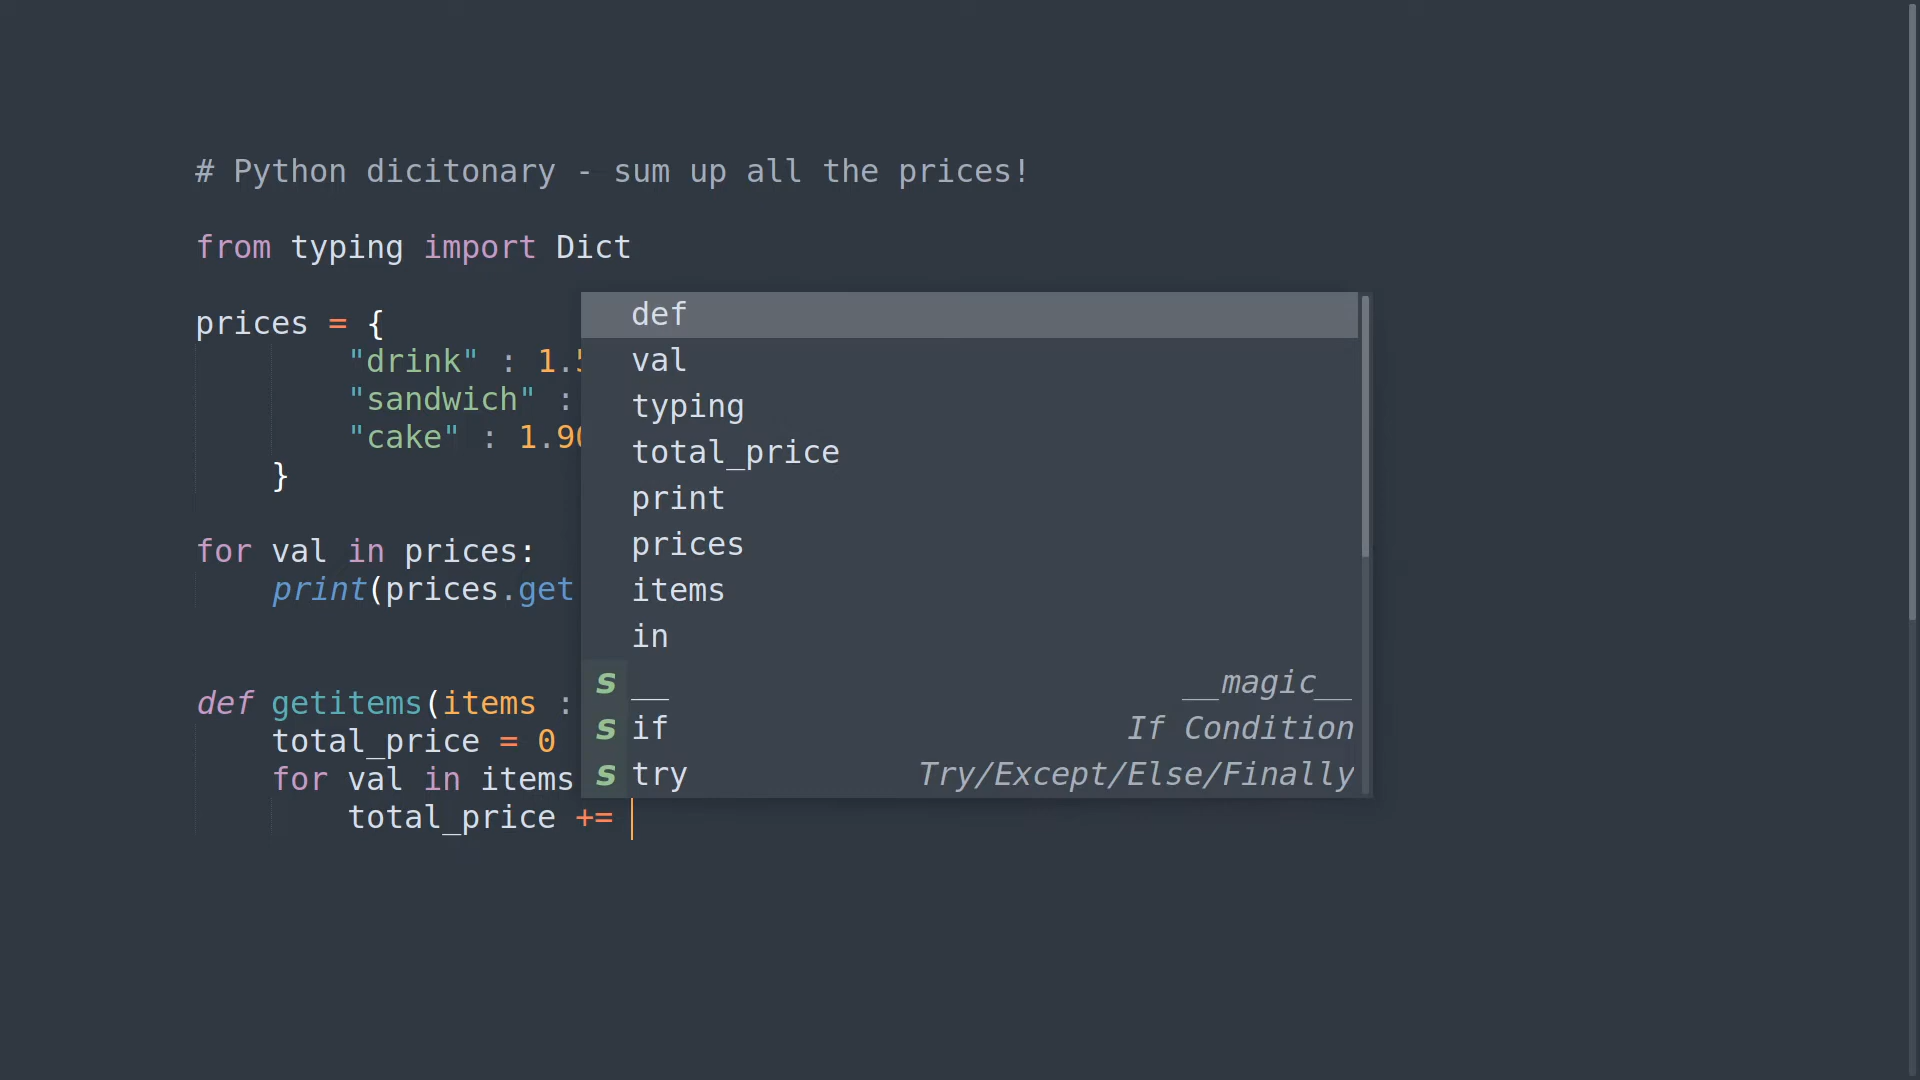 # Python dicitonary - sum up all the prices!
from typing import Dict
prices = {
"drink" : 1.5
"sandwich" :
"cake" : 1.90
}
for val in prices:
print(prices.get
def getitems(items :
total_price = 0
for val in items
total_price +=
def
val
typing
total_price
print
prices
items
in
s __ __magic__
s if If Condition
s try Try/Except/Else/Finally